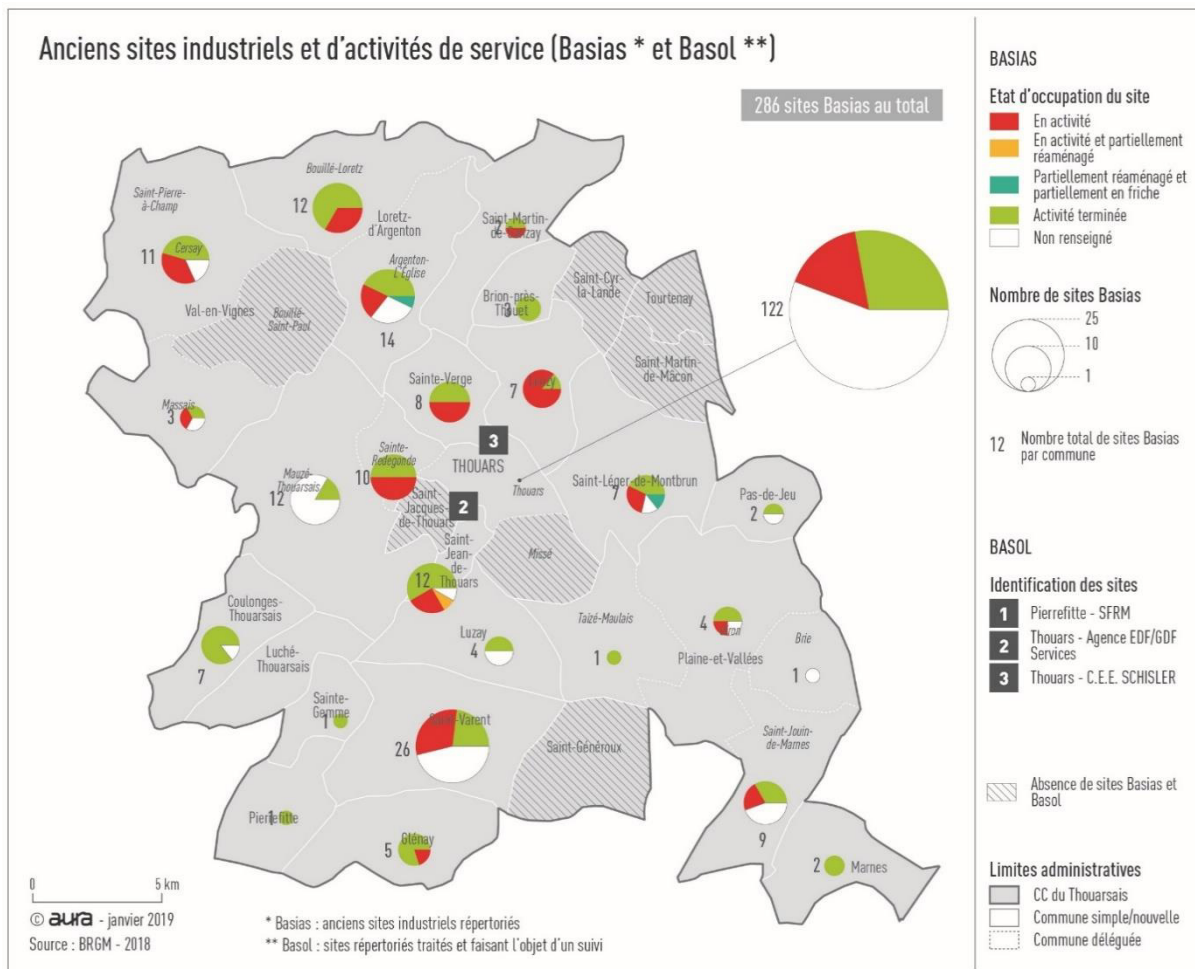 Anciens sites industriels et d'activités de service (Basias * et Basol **)
286 sites Basias au total
Saint-Pierre-
à-Champ
Bouillé-Loretz
12
Loretz-
d'Argenton
Saint-Martin-
de-Sanzay
2
Cersay
11
Argenton-
L'Église
14
Val-en-Vignes
Bouillé-
Saint-Paul
Brion-près-
Thouet
3
Saint-Cyr-
la-Lande
Tourtenay
Saint-Martin-
de-Mâcon
122
Massais
3
Sainte-Verge
8
7
3
THOUARS
Thouars
Sainte-
Radegonde
10
Mauzé-
Thouarsais
12
Saint-
Jacques-
de-Thouars
2
Saint-Léger-de-Montbrun
7
Pas-de-Jeu
2
Missé
Saint-
Jean-
de-
Thouars
12
Coulonges-
Thouarsais
7
Luché-
Thouarsais
Luzay
4
Taizé-Maulais
1
4
Plaine-et-Vallées
Brie
1
Sainte-
Gemme
1
Saint-Varent
26
Saint-Généroux
Saint-Jouin-
de-Marnes
9
Pierrefitte
1
Glénay
5
2
Marnes
0
5 km
© aura - janvier 2019
Source : BRGM - 2018
* Basias : anciens sites industriels répertoriés
** Basol : sites répertoriés traités et faisant l'objet d'un suivi
BASIAS
Etat d'occupation du site
En activité
En activité et partiellement
réaménagé
Partiellement réaménagé et
partiellement en friche
Activité terminée
Non renseigné
Nombre de sites Basias
25
10
1
12
Nombre total de sites Basias
par commune
BASOL
Identification des sites
1 Pierrefitte - SFRM
2 Thouars - Agence EDF/GDF
Services
3 Thouars - C.E.E. SCHISLER
Absence de sites Basias et
Basol
Limites administratives
CC du Thouarsais
Commune simple/nouvelle
Commune déléguée